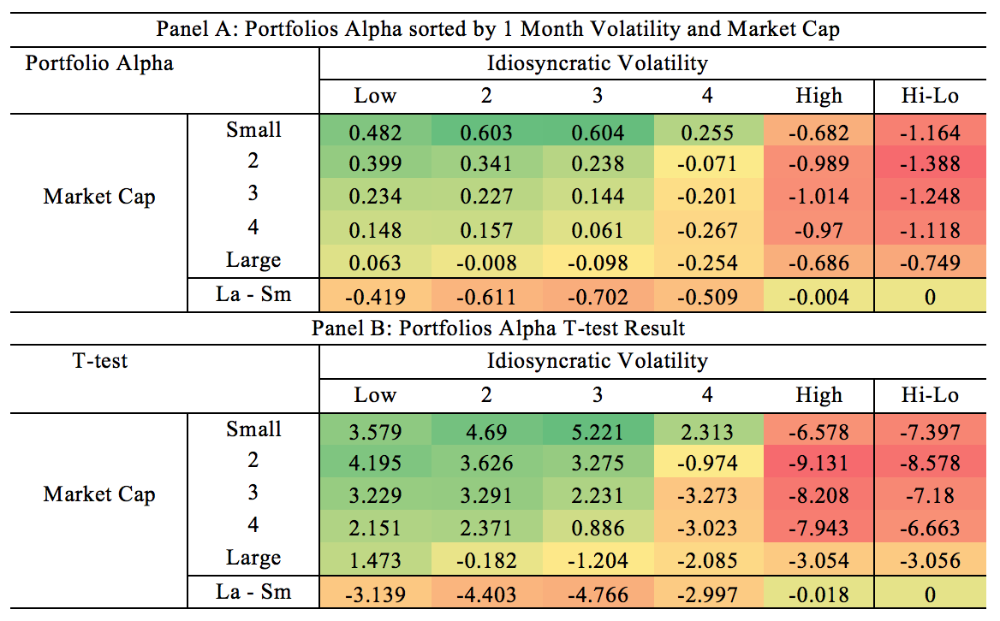 Panel A: Portfolios Alpha sorted by 1 Month Volatility and Market Cap
Portfolio Alpha Idiosyncratic Volatility
Low 2 3 4 High Hi-Lo
Small 0.482 0.603 0.604 0.255 -0.682 -1.164
2 0.399 0.341 0.238 -0.071 -0.989 -1.388
Market Cap 3 0.234 0.227 0.144 -0.201 -1.014 -1.248
4 0.148 0.157 0.061 -0.267 -0.97 -1.118
Large 0.063 -0.008 -0.098 -0.254 -0.686 -0.749
La - Sm -0.419 -0.611 -0.702 -0.509 -0.004 0
Panel B: Portfolios Alpha T-test Result
T-test Idiosyncratic Volatility
Low 2 3 4 High Hi-Lo
Small 3.579 4.69 5.221 2.313 -6.578 -7.397
2 4.195 3.626 3.275 -0.974 -9.131 -8.578
Market Cap 3 3.229 3.291 2.231 -3.273 -8.208 -7.18
4 2.151 2.371 0.886 -3.023 -7.943 -6.663
Large 1.473 -0.182 -1.204 -2.085 -3.054 -3.056
La - Sm -3.139 -4.403 -4.766 -2.997 -0.018 0